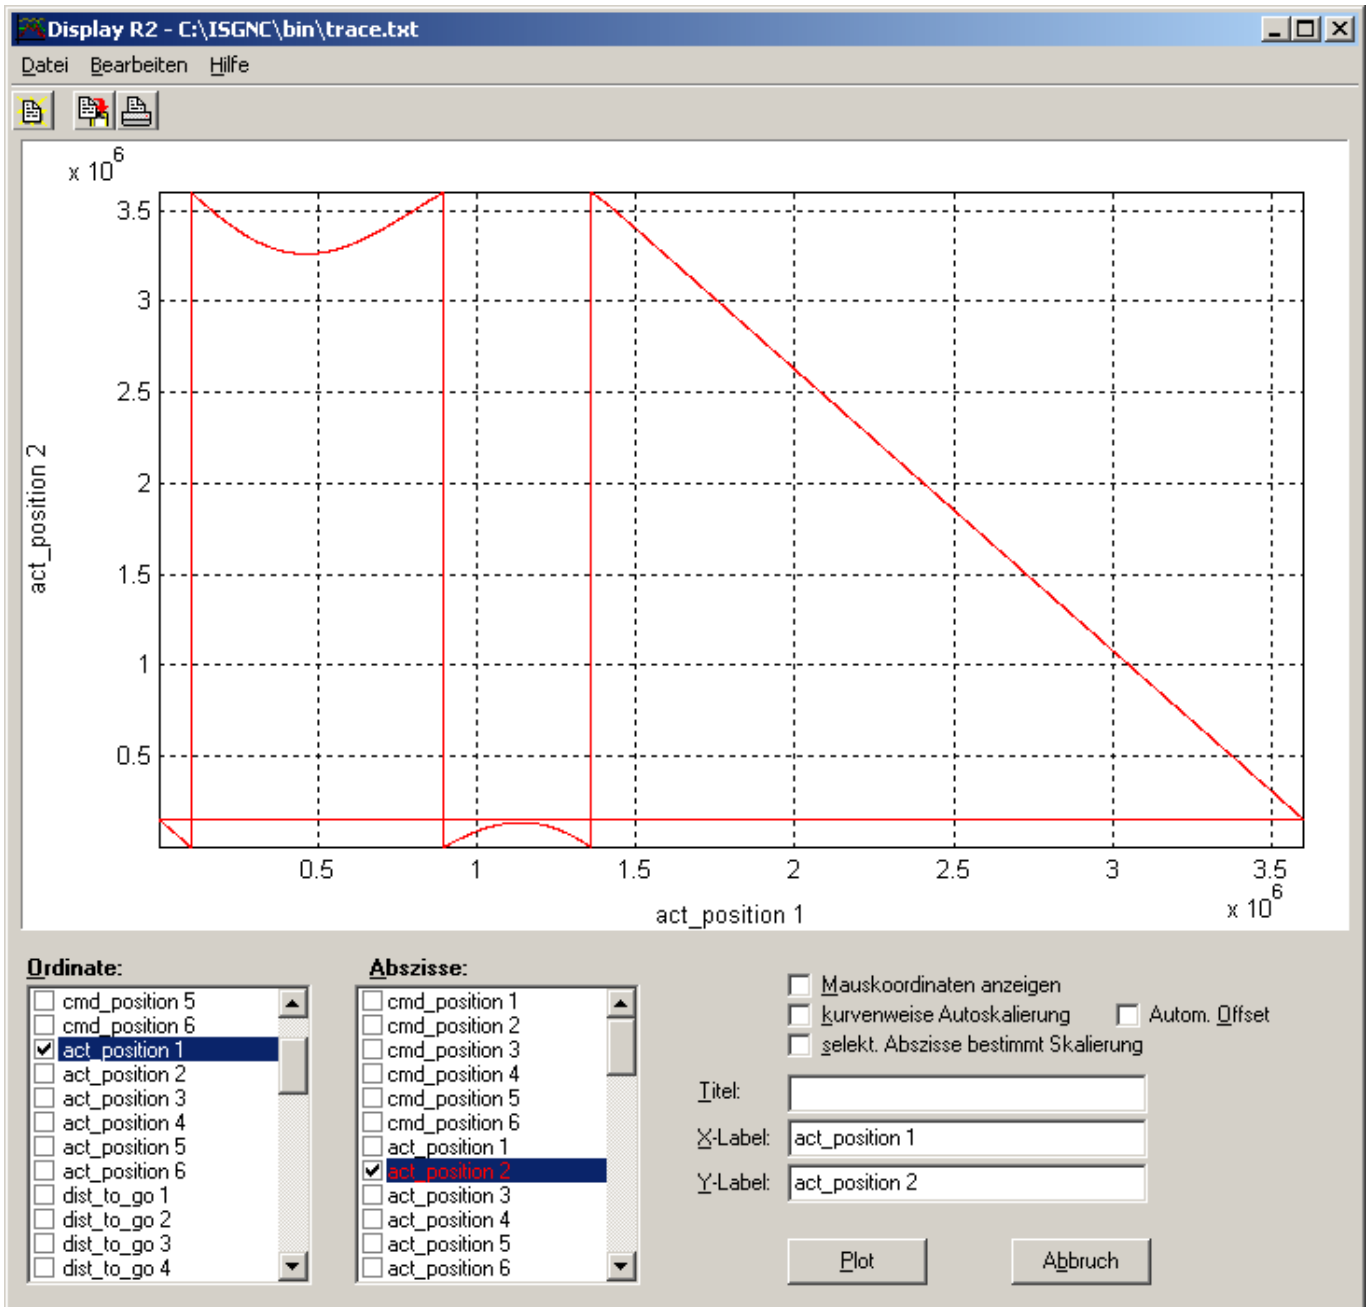 Display R2 - C:\ISGNC\bin\trace.txt
Datei Bearbeiten Hilfe
x 10^6
3.5
3
2.5
2
1.5
1
0.5
act_position 2
0.5 1 1.5 2 2.5 3 3.5
x 10^6
act_position 1
Ordinate:
cmd_position 5
cmd_position 6
act_position 1
act_position 2
act_position 3
act_position 4
act_position 5
act_position 6
dist_to_go 1
dist_to_go 2
dist_to_go 3
dist_to_go 4
Abszisse:
cmd_position 1
cmd_position 2
cmd_position 3
cmd_position 4
cmd_position 5
cmd_position 6
act_position 1
act_position 2
act_position 3
act_position 4
act_position 5
act_position 6
Mauskoordinaten anzeigen
kurvenweise Autoskalierung Autom. Offset
selekt. Abszisse bestimmt Skalierung
Titel:
X-Label: act_position 1
Y-Label: act_position 2
Plot Abbruch